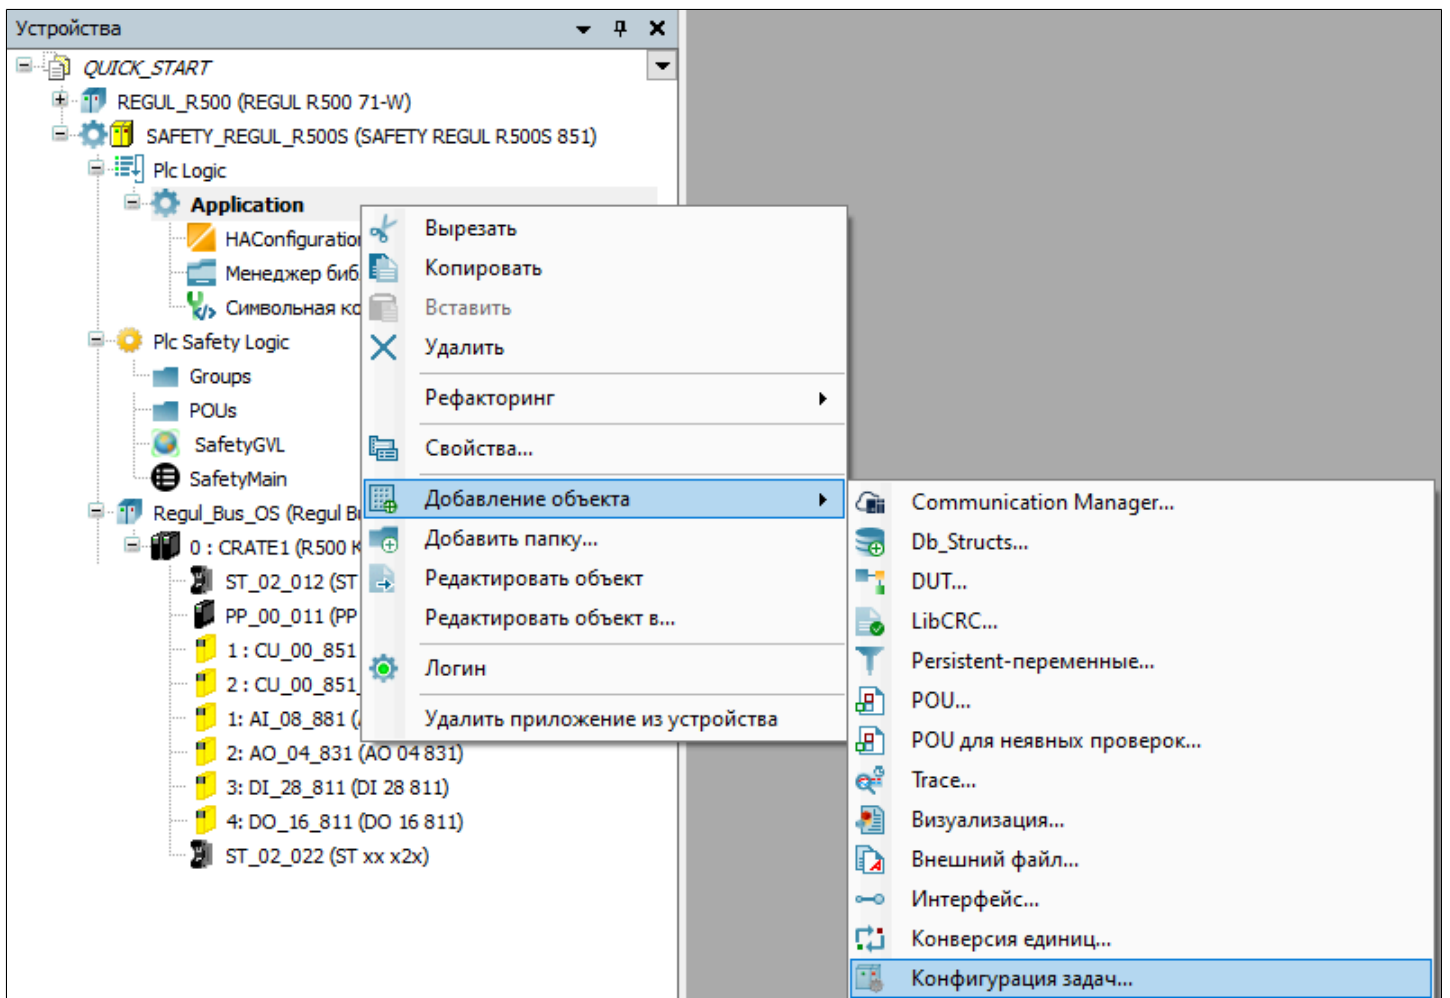 Устройства
QUICK_START
REGUL_R500 (REGUL R500 71-W)
SAFETY_REGUL_R500S (SAFETY REGUL R500S 851)
Plc Logic
Application
HAConfiguration
Менеджер биб
Символьная ко
Plc Safety Logic
Groups
POUs
SafetyGVL
SafetyMain
Regul_Bus_OS (Regul Bu
0 : CRATE1 (R500 K
ST_02_012 (ST
PP_00_011 (PP
1 : CU_00_851
2 : CU_00_851_
1: AI_08_881 (
2: AO_04_831 (AO 04 831)
3: DI_28_811 (DI 28 811)
4: DO_16_811 (DO 16 811)
ST_02_022 (ST xx x2x)
Вырезать
Копировать
Вставить
Удалить
Рефакторинг
Свойства...
Добавление объекта
Добавить папку...
Редактировать объект
Редактировать объект в...
Логин
Удалить приложение из устройства
Communication Manager...
Db_Structs...
DUT...
LibCRC...
Persistent-переменные...
POU...
POU для неявных проверок...
Trace...
Визуализация...
Внешний файл...
Интерфейс...
Конверсия единиц...
Конфигурация задач...